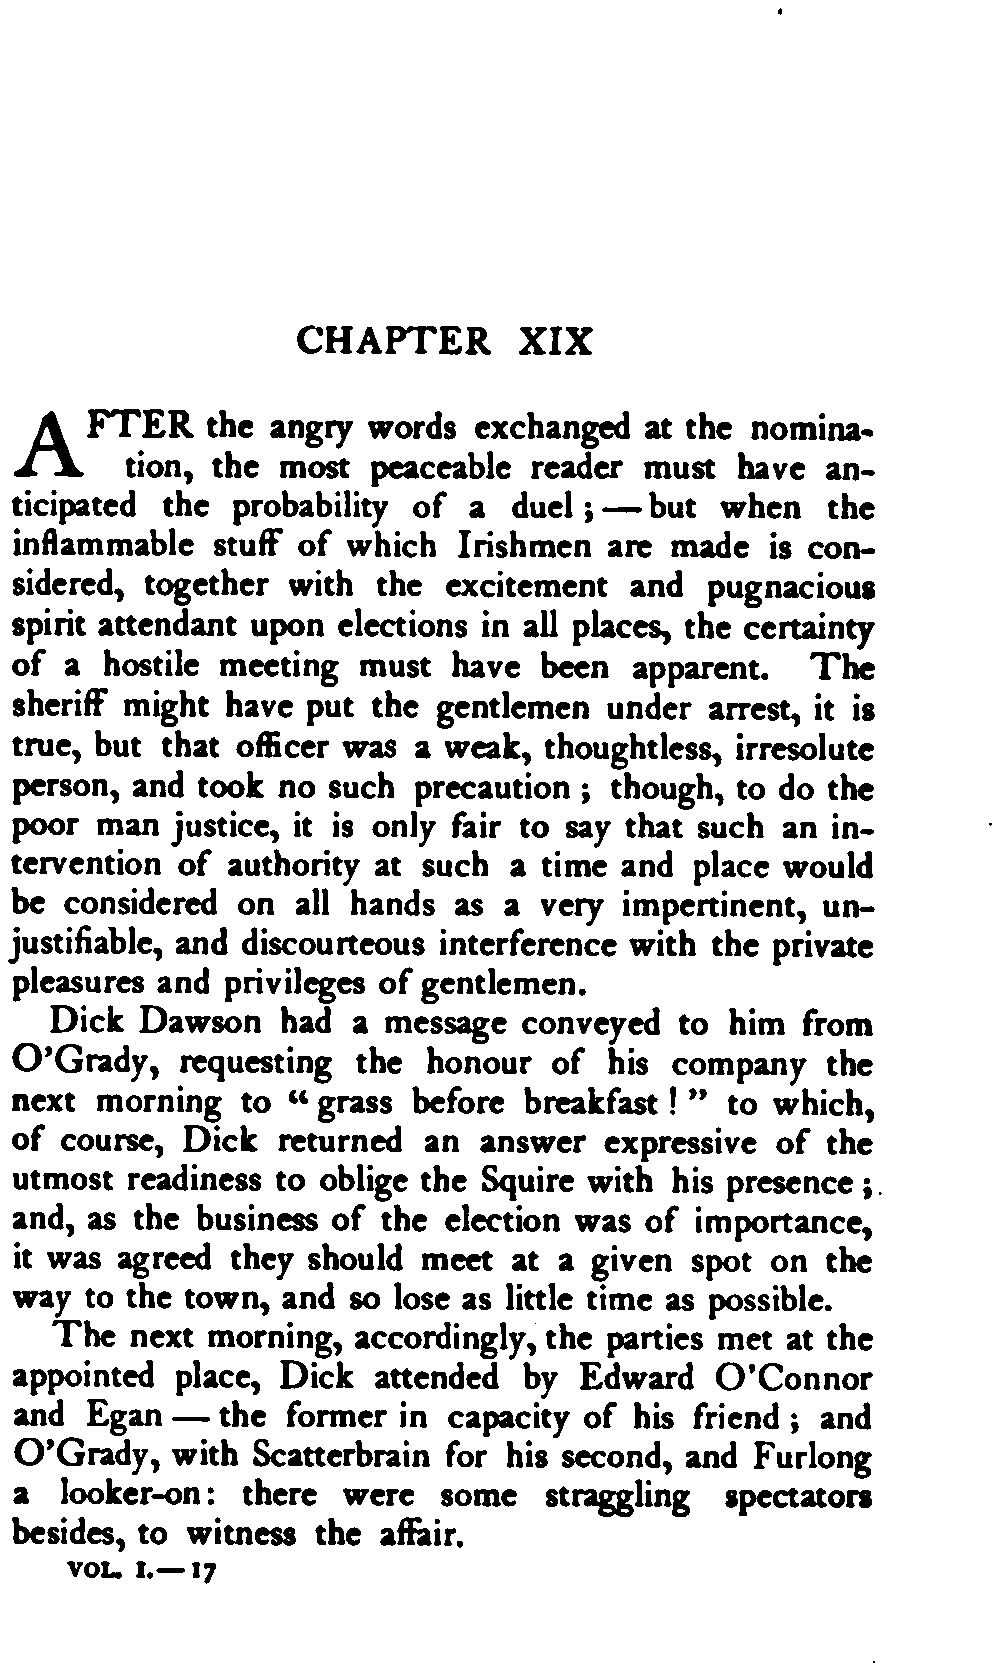 CHAPTER XIX
AFTER the angry words exchanged at the nomina-
tion, the most peaceable reader must have an-
ticipated the probability of a duel; — but when the
inflammable stuff of which Irishmen are made is con-
sidered, together with the excitement and pugnacious
spirit attendant upon elections in all places, the certainty
of a hostile meeting must have been apparent. The
sheriff might have put the gentlemen under arrest, it is
true, but that officer was a weak, thoughtless, irresolute
person, and took no such precaution; though, to do the
poor man justice, it is only fair to say that such an in-
tervention of authority at such a time and place would
be considered on all hands as a very impertinent, un-
justifiable, and discourteous interference with the private
pleasures and privileges of gentlemen.
Dick Dawson had a message conveyed to him from
O'Grady, requesting the honour of his company the
next morning to “grass before breakfast!” to which,
of course, Dick returned an answer expressive of the
utmost readiness to oblige the Squire with his presence;
and, as the business of the election was of importance,
it was agreed they should meet at a given spot on the
way to the town, and so lose as little time as possible.
The next morning, accordingly, the parties met at the
appointed place, Dick attended by Edward O'Connor
and Egan — the former in capacity of his friend; and
O'Grady, with Scatterbrain for his second, and Furlong
a looker-on: there were some straggling spectators
besides, to witness the affair.
VOL. I.—17